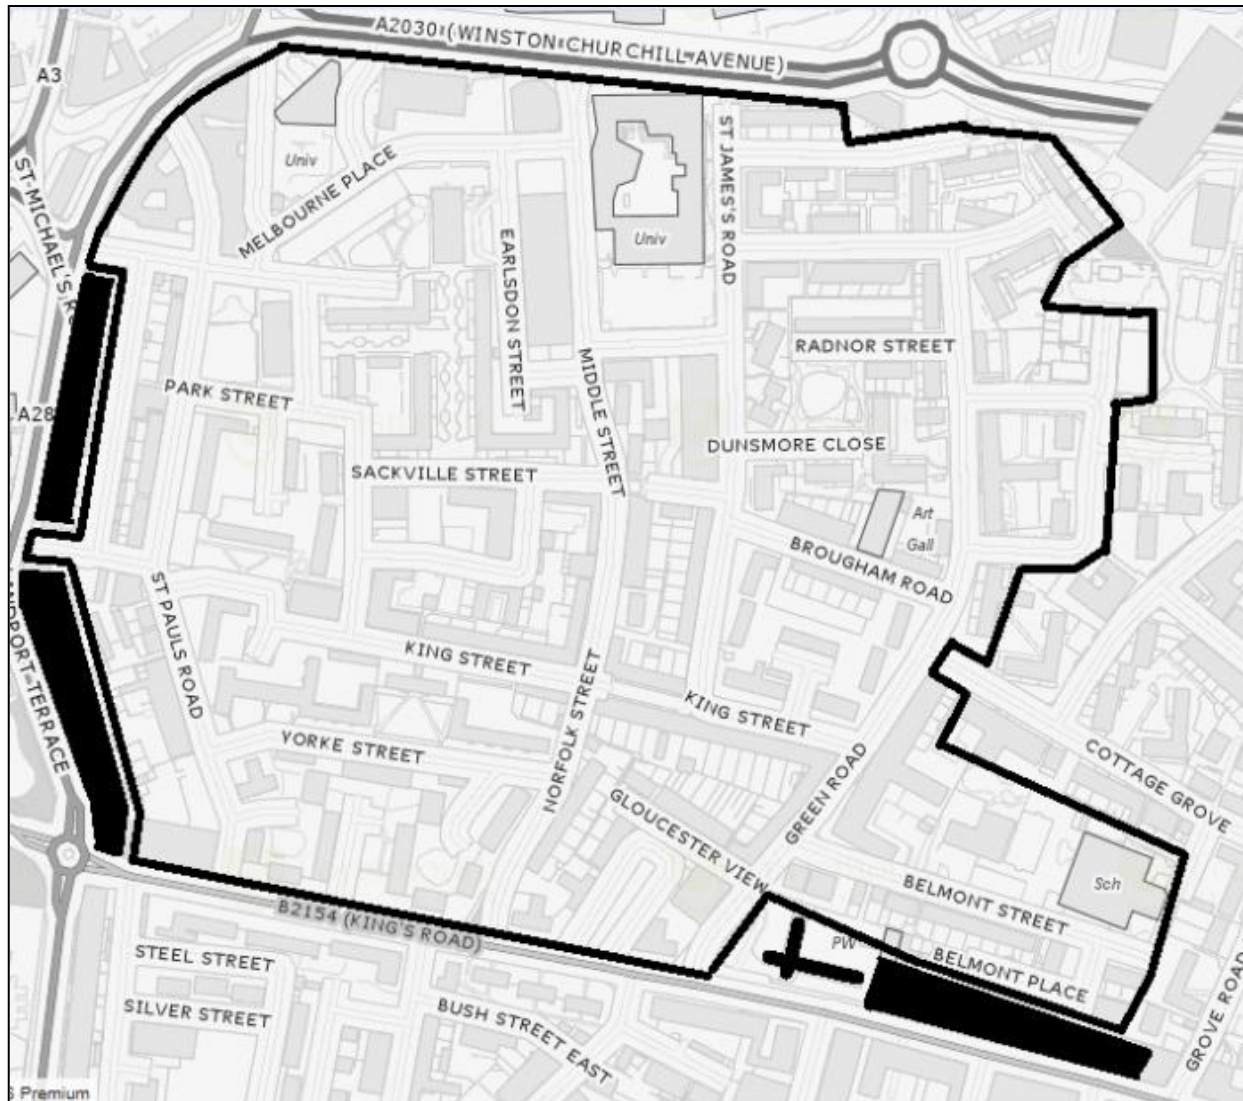 A2030 (WINSTON CHURCHILL AVENUE)
A3
ST MICHAEL'S
Univ
MELBOURNE PLACE
EARLSDON STREET
Univ
ST JAMES'S ROAD
RADNOR STREET
MIDDLE STREET
PARK STREET
A28
DUNSMORE CLOSE
SACKVILLE STREET
Art
Gall
BROUGHAM ROAD
ST PAULS ROAD
TERRACE
KING STREET
NORFOLK STREET
KING STREET
YORKE STREET
GREEN ROAD
COTTAGE GROVE
GLOUCESTER VIEW
Sch
BELMONT STREET
B2154 (KING'S ROAD)
PW
BELMONT PLACE
STEEL STREET
SILVER STREET
BUSH STREET EAST
GROVE ROAD
Premium